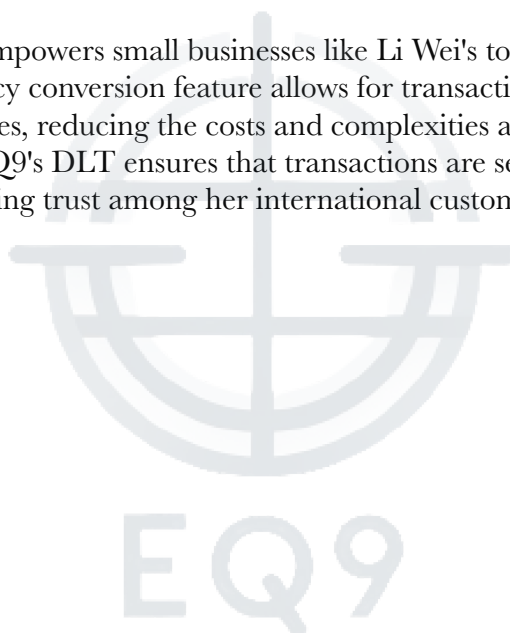 mpowers small businesses like Li Wei's to
cy conversion feature allows for transacti
es, reducing the costs and complexities a
Q9's DLT ensures that transactions are se
ing trust among her international custom
EQ9